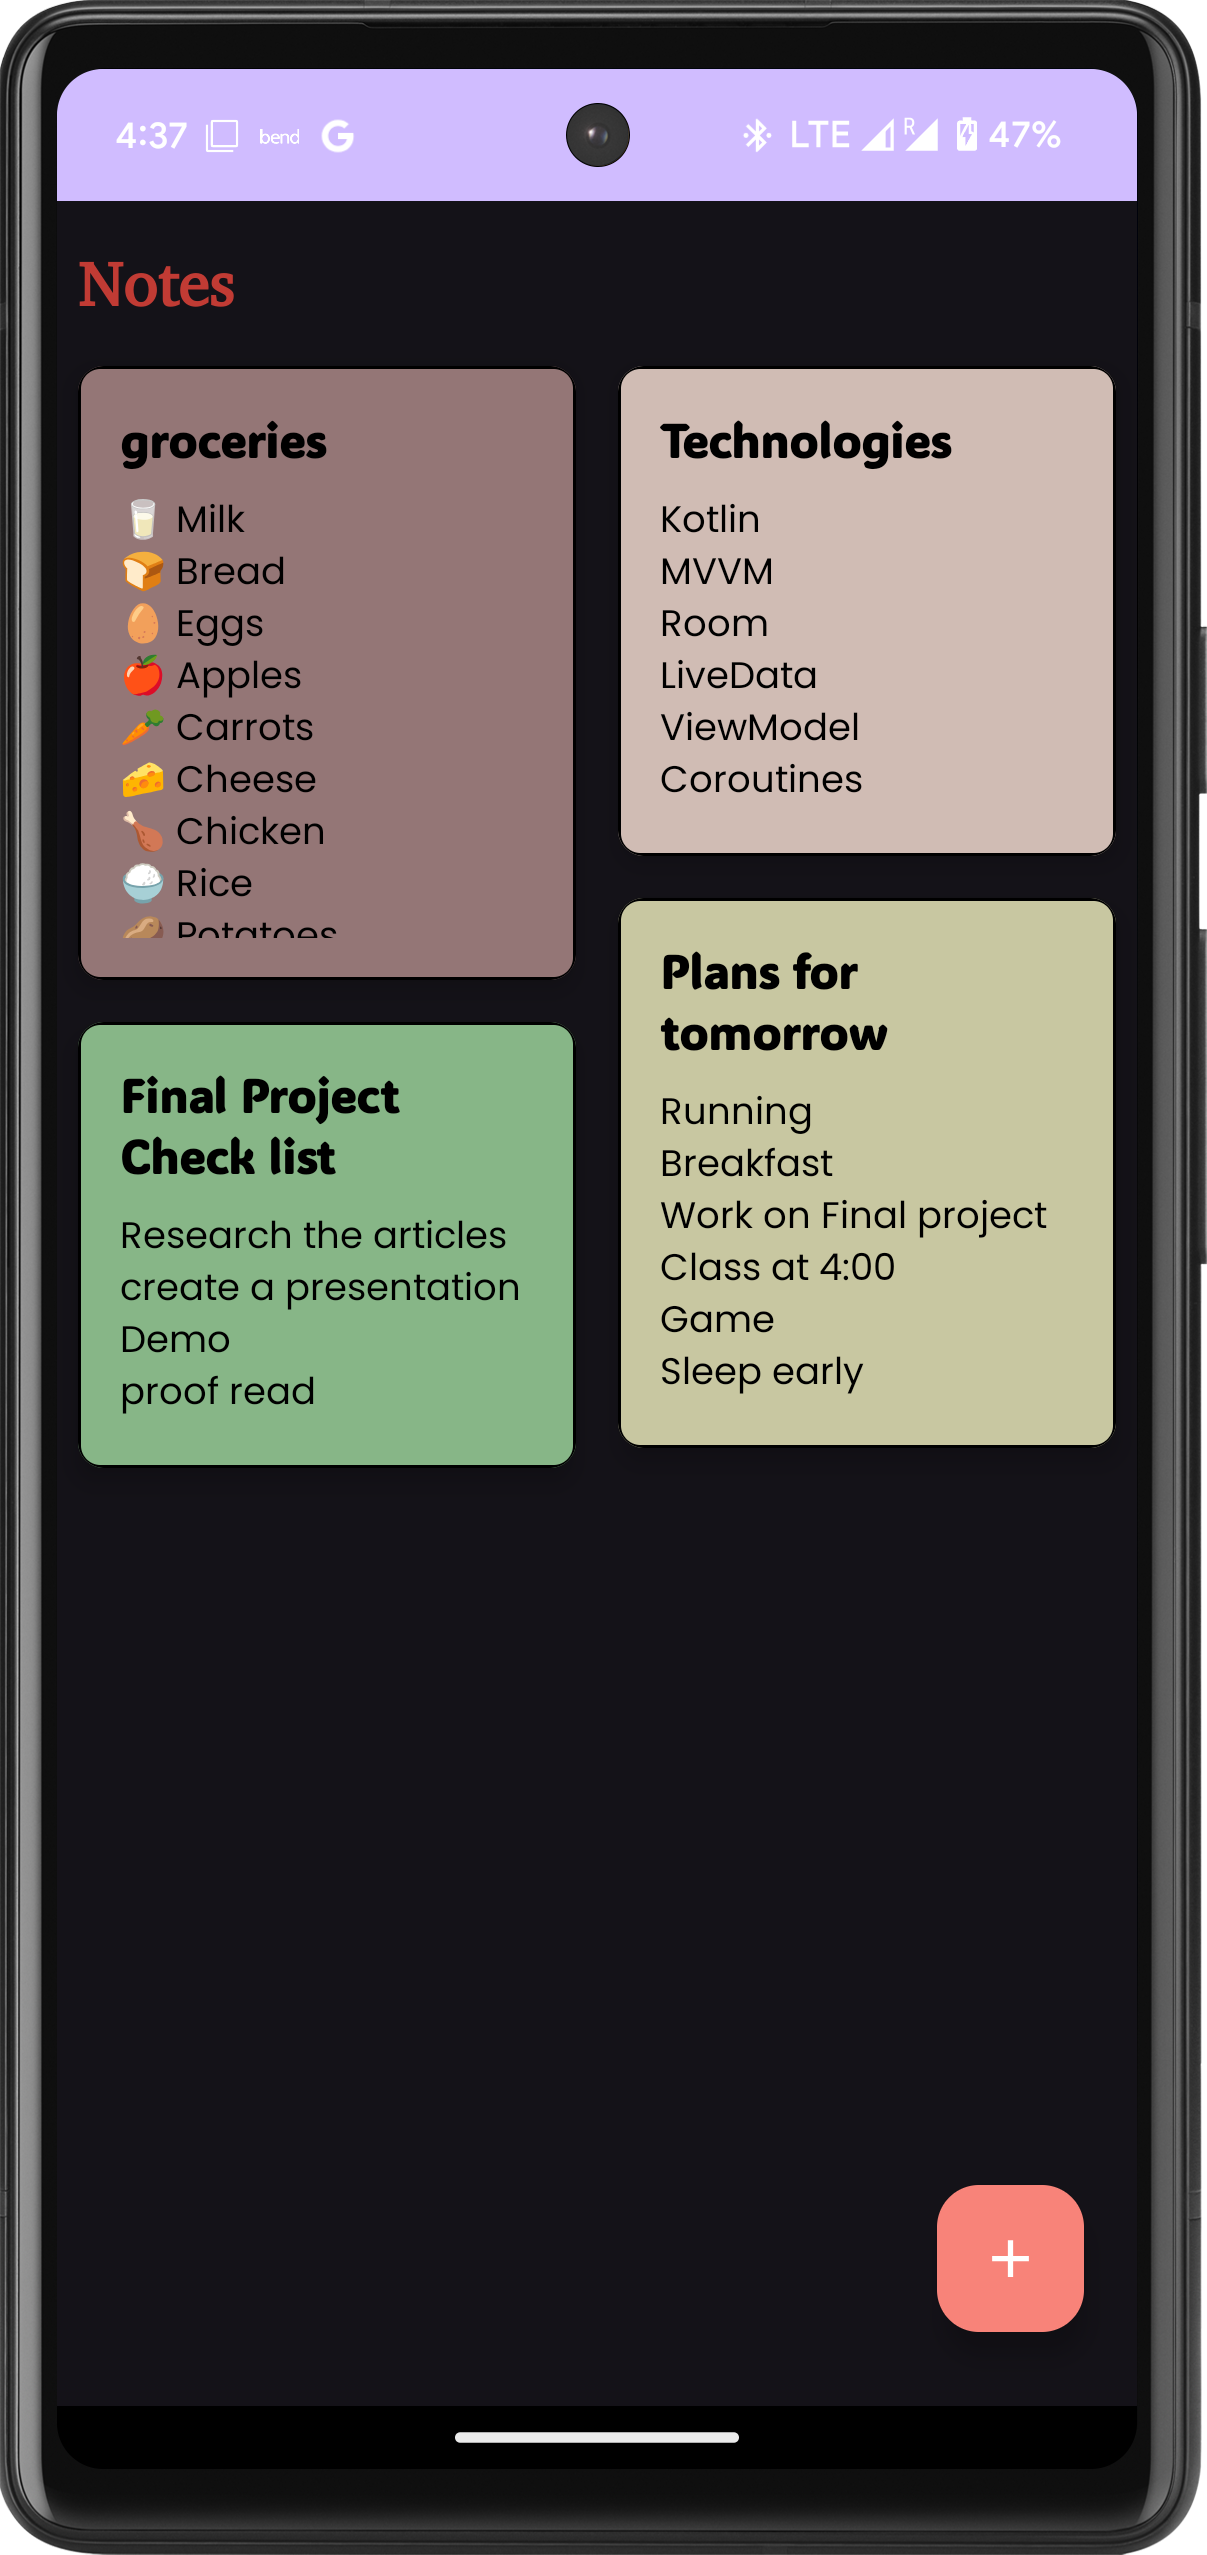 4:37 bend G LTE R 47%
Notes
groceries
🥛 Milk
🍞 Bread
🥚 Eggs
🍎 Apples
🥕 Carrots
🧀 Cheese
🍗 Chicken
🍚 Rice
🥔 Potatoes
Final Project
Check list
Research the articles
create a presentation
Demo
proof read
Technologies
Kotlin
MVVM
Room
LiveData
ViewModel
Coroutines
Plans for
tomorrow
Running
Breakfast
Work on Final project
Class at 4:00
Game
Sleep early
+